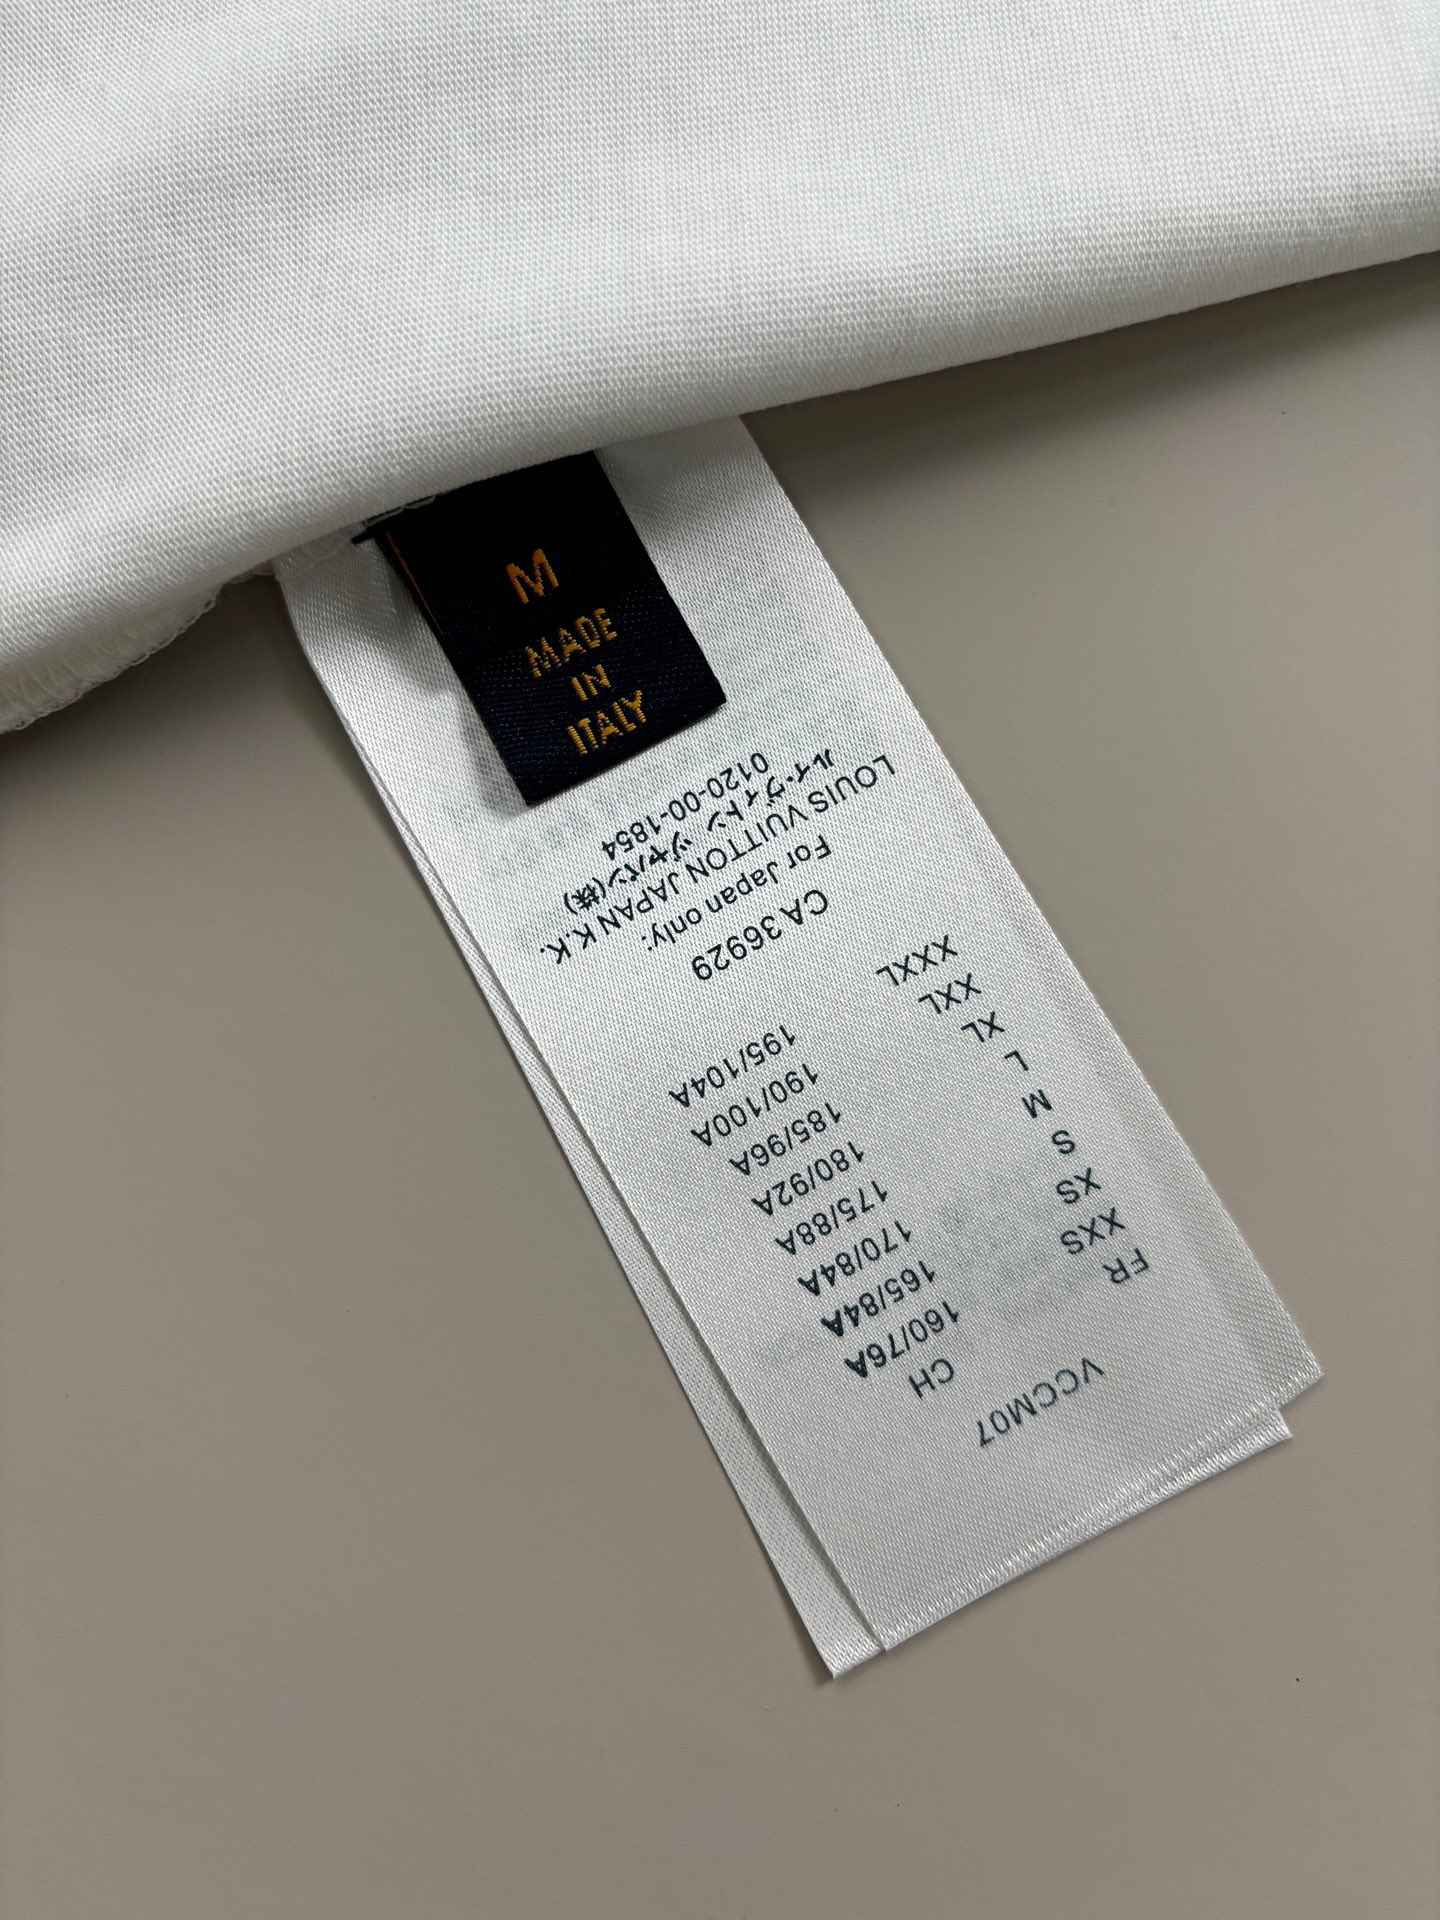 M
MADE
IN
ITALY
VCCM07
FR CH
XXS 160/76A
XS 165/84A
S 170/84A
M 175/88A
L 180/92A
XL 185/96A
XXL 190/100A
XXXL 195/104A
CA 36929
For Japan only:
LOUIS VUITTON JAPAN K.K.
ルイ・ヴィトン ジャパン(株)
0120-00-1854